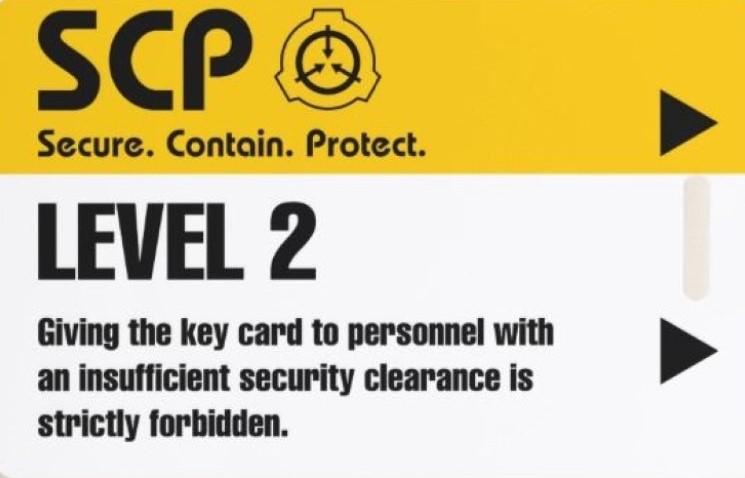 SCP
Secure. Contain. Protect.
LEVEL 2
Giving the key card to personnel with
an insufficient security clearance is
strictly forbidden.